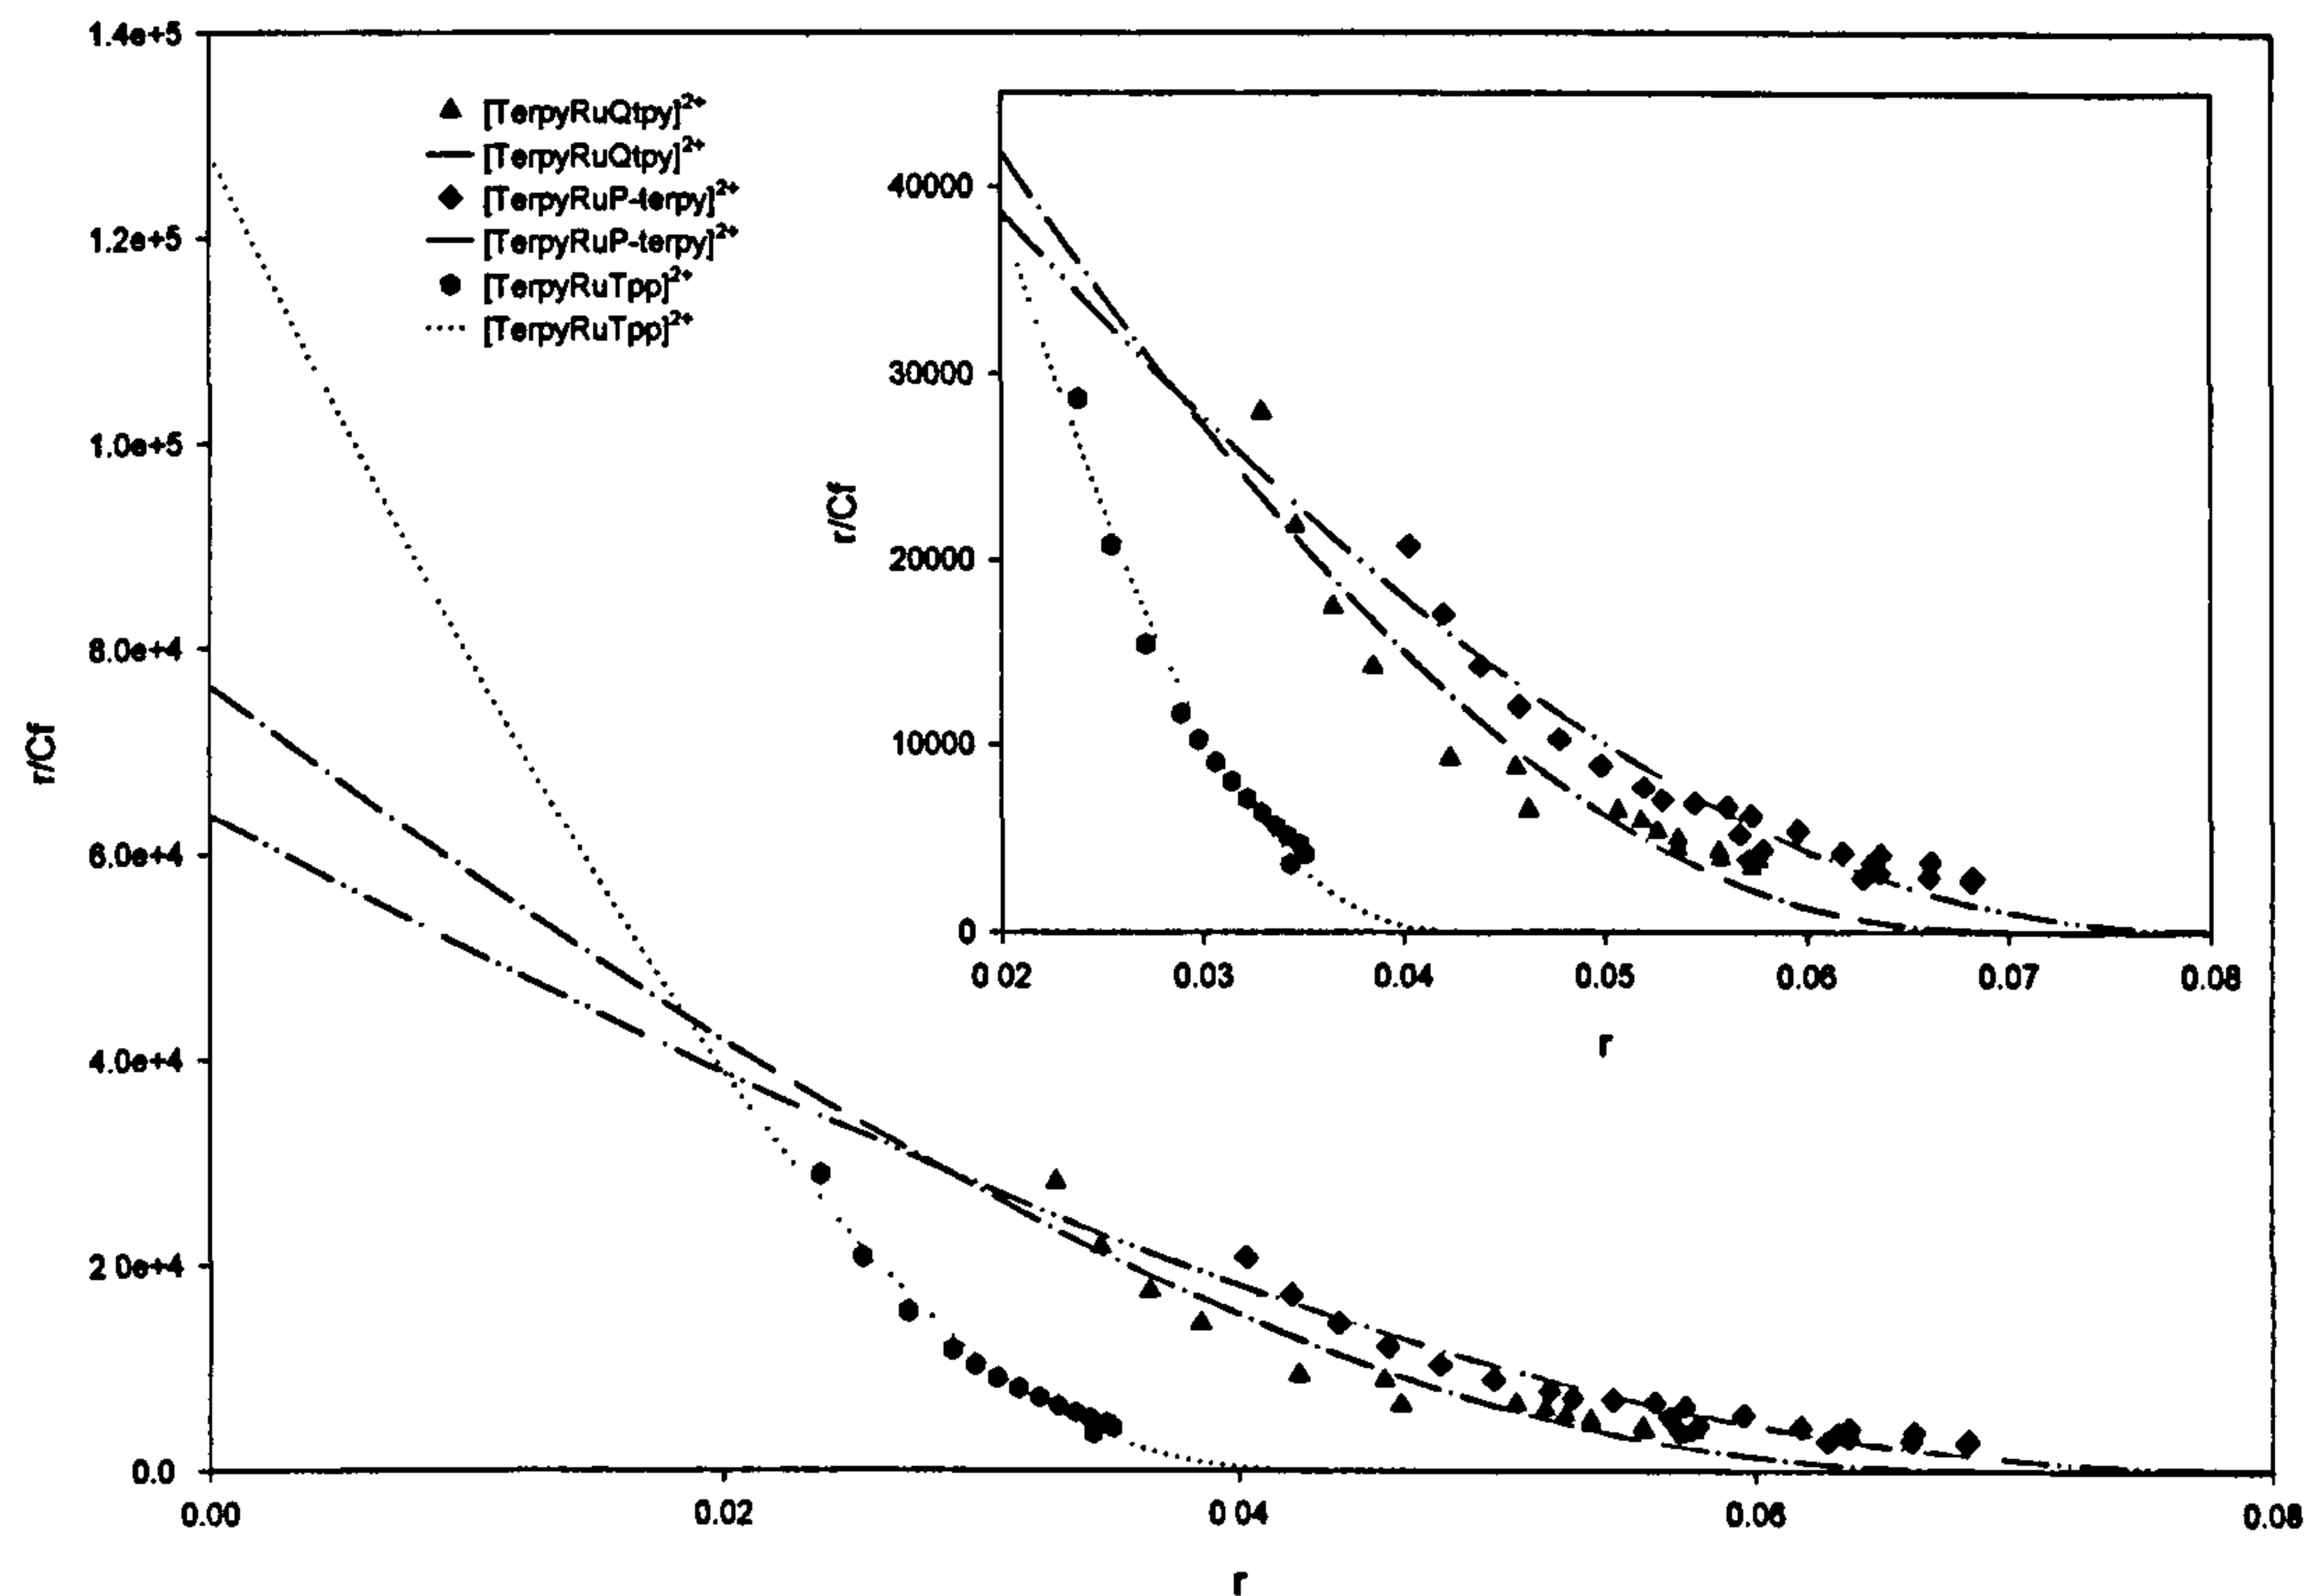 1.4e+5
1.2e+5
1.0e+5
8.0e+4
6.0e+4
4.0e+4
2 0e+4
0.0
r/Cf
[TerpyRuQtpy]2+
[TerpyRuQtpy]2+
[TerpyRuP-terpy]2+
[TerpyRuP-terpy]2+
[TerpyRuTpp]2+
[TerpyRuTpp]2+
40000
30000
20000
10000
0
r/Cf
0 02 0.03 0.04 0.05 0.06 0.07 0.08
r
0.00 0.02 0 04 0.06 0.08
r